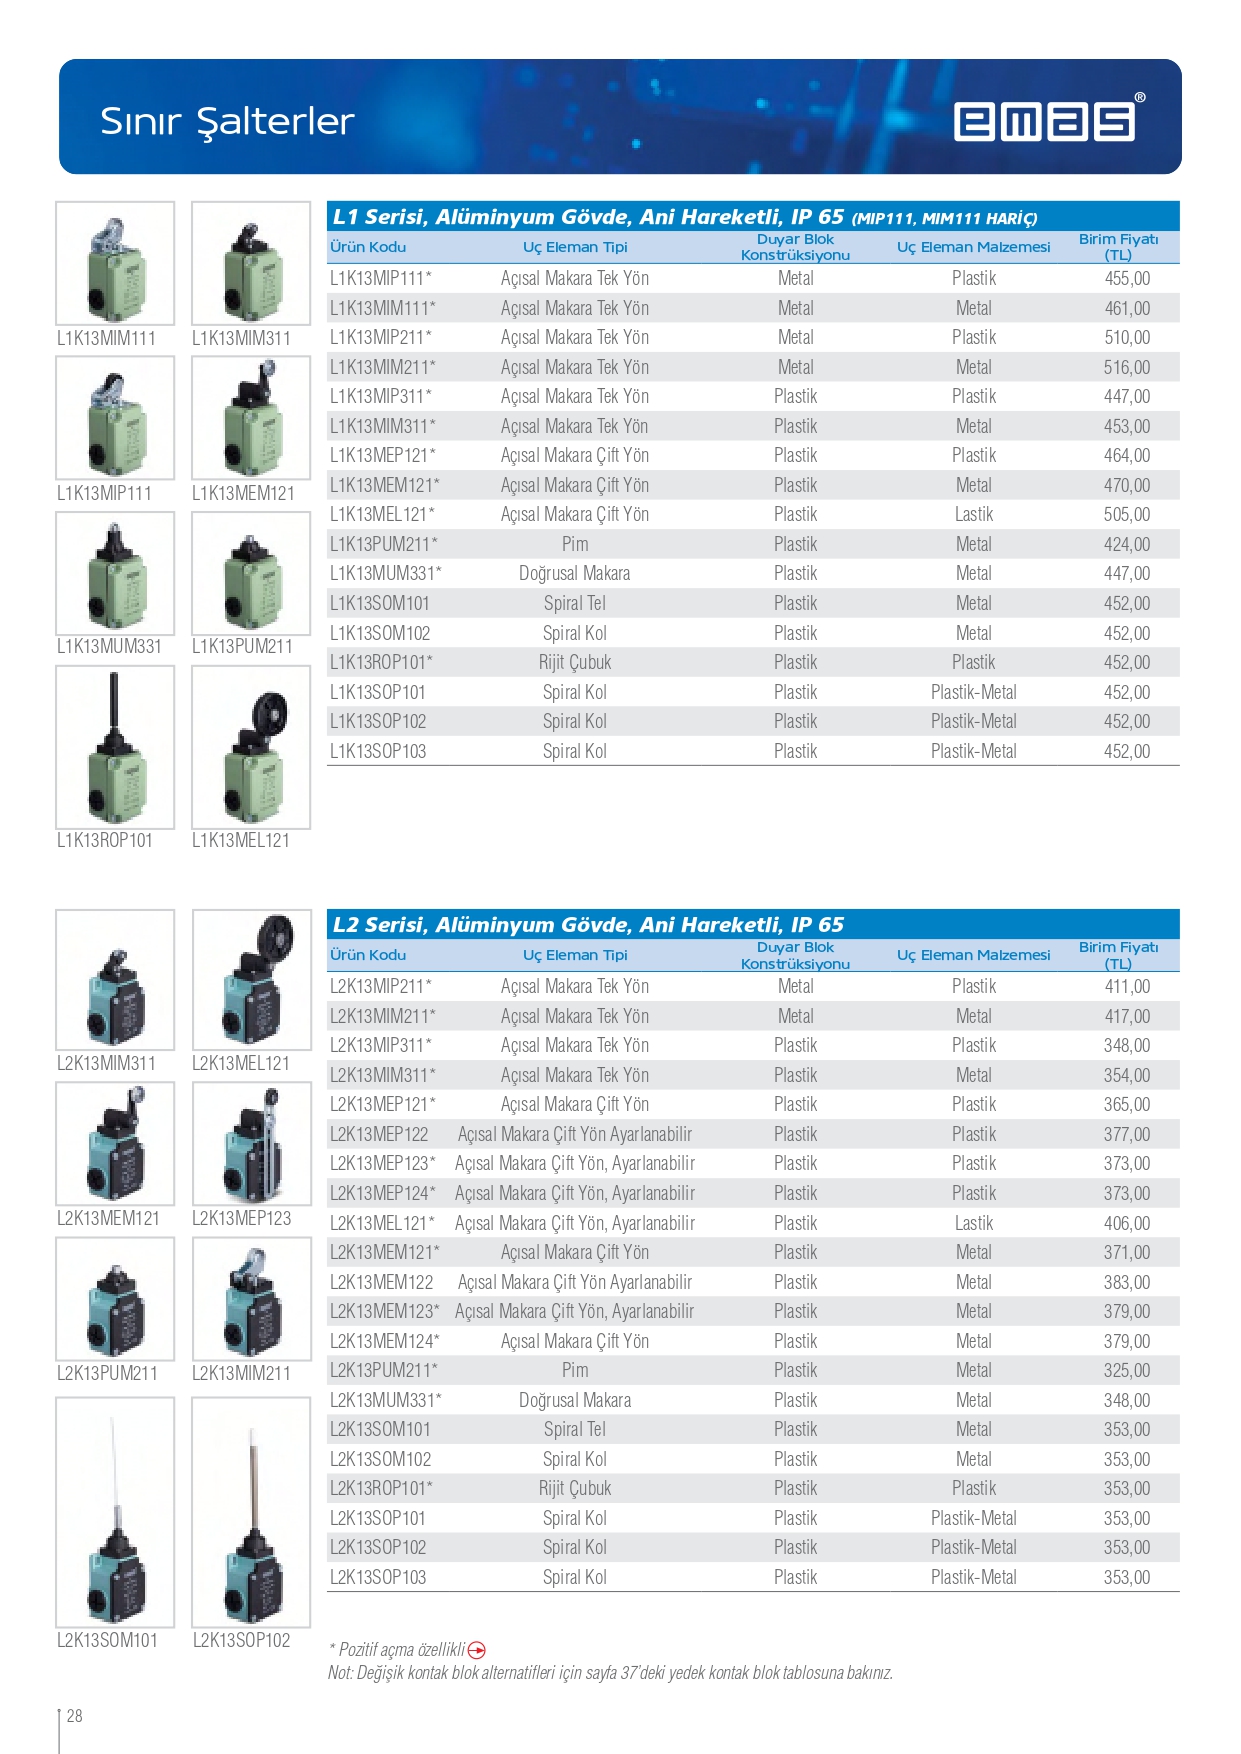 Sınır Şalterler
emas®
L1K13MIM111 L1K13MIM311
L1K13MIP111 L1K13MEM121
L1K13MUM331 L1K13PUM211
L1K13ROP101 L1K13MEL121
L1 Serisi, Alüminyum Gövde, Ani Hareketli, IP 65 (MIP111, MIM111 HARİÇ)
Ürün Kodu Uç Eleman Tipi Duyar Blok Konstrüksiyonu Uç Eleman Malzemesi Birim Fiyatı (TL)
L1K13MIP111* Açısal Makara Tek Yön Metal Plastik 455,00
L1K13MIM111* Açısal Makara Tek Yön Metal Metal 461,00
L1K13MIP211* Açısal Makara Tek Yön Metal Plastik 510,00
L1K13MIM211* Açısal Makara Tek Yön Metal Metal 516,00
L1K13MIP311* Açısal Makara Tek Yön Plastik Plastik 447,00
L1K13MIM311* Açısal Makara Tek Yön Plastik Metal 453,00
L1K13MEP121* Açısal Makara Çift Yön Plastik Plastik 464,00
L1K13MEM121* Açısal Makara Çift Yön Plastik Metal 470,00
L1K13MEL121* Açısal Makara Çift Yön Plastik Lastik 505,00
L1K13PUM211* Pim Plastik Metal 424,00
L1K13MUM331* Doğrusal Makara Plastik Metal 447,00
L1K13SOM101 Spiral Tel Plastik Metal 452,00
L1K13SOM102 Spiral Kol Plastik Metal 452,00
L1K13ROP101* Rijit Çubuk Plastik Plastik 452,00
L1K13SOP101 Spiral Kol Plastik Plastik-Metal 452,00
L1K13SOP102 Spiral Kol Plastik Plastik-Metal 452,00
L1K13SOP103 Spiral Kol Plastik Plastik-Metal 452,00
L2K13MIM311 L2K13MEL121
L2K13MEM121 L2K13MEP123
L2K13PUM211 L2K13MIM211
L2K13SOM101 L2K13SOP102
L2 Serisi, Alüminyum Gövde, Ani Hareketli, IP 65
Ürün Kodu Uç Eleman Tipi Duyar Blok Konstrüksiyonu Uç Eleman Malzemesi Birim Fiyatı (TL)
L2K13MIP211* Açısal Makara Tek Yön Metal Plastik 411,00
L2K13MIM211* Açısal Makara Tek Yön Metal Metal 417,00
L2K13MIP311* Açısal Makara Tek Yön Plastik Plastik 348,00
L2K13MIM311* Açısal Makara Tek Yön Plastik Metal 354,00
L2K13MEP121* Açısal Makara Çift Yön Plastik Plastik 365,00
L2K13MEP122 Açısal Makara Çift Yön Ayarlanabilir Plastik Plastik 377,00
L2K13MEP123* Açısal Makara Çift Yön, Ayarlanabilir Plastik Plastik 373,00
L2K13MEP124* Açısal Makara Çift Yön, Ayarlanabilir Plastik Plastik 373,00
L2K13MEL121* Açısal Makara Çift Yön, Ayarlanabilir Plastik Lastik 406,00
L2K13MEM121* Açısal Makara Çift Yön Plastik Metal 371,00
L2K13MEM122 Açısal Makara Çift Yön Ayarlanabilir Plastik Metal 383,00
L2K13MEM123* Açısal Makara Çift Yön, Ayarlanabilir Plastik Metal 379,00
L2K13MEM124* Açısal Makara Çift Yön Plastik Metal 379,00
L2K13PUM211* Pim Plastik Metal 325,00
L2K13MUM331* Doğrusal Makara Plastik Metal 348,00
L2K13SOM101 Spiral Tel Plastik Metal 353,00
L2K13SOM102 Spiral Kol Plastik Metal 353,00
L2K13ROP101* Rijit Çubuk Plastik Plastik 353,00
L2K13SOP101 Spiral Kol Plastik Plastik-Metal 353,00
L2K13SOP102 Spiral Kol Plastik Plastik-Metal 353,00
L2K13SOP103 Spiral Kol Plastik Plastik-Metal 353,00
* Pozitif açma özellikli
Not: Değişik kontak blok alternatifleri için sayfa 37'deki yedek kontak blok tablosuna bakınız.
28